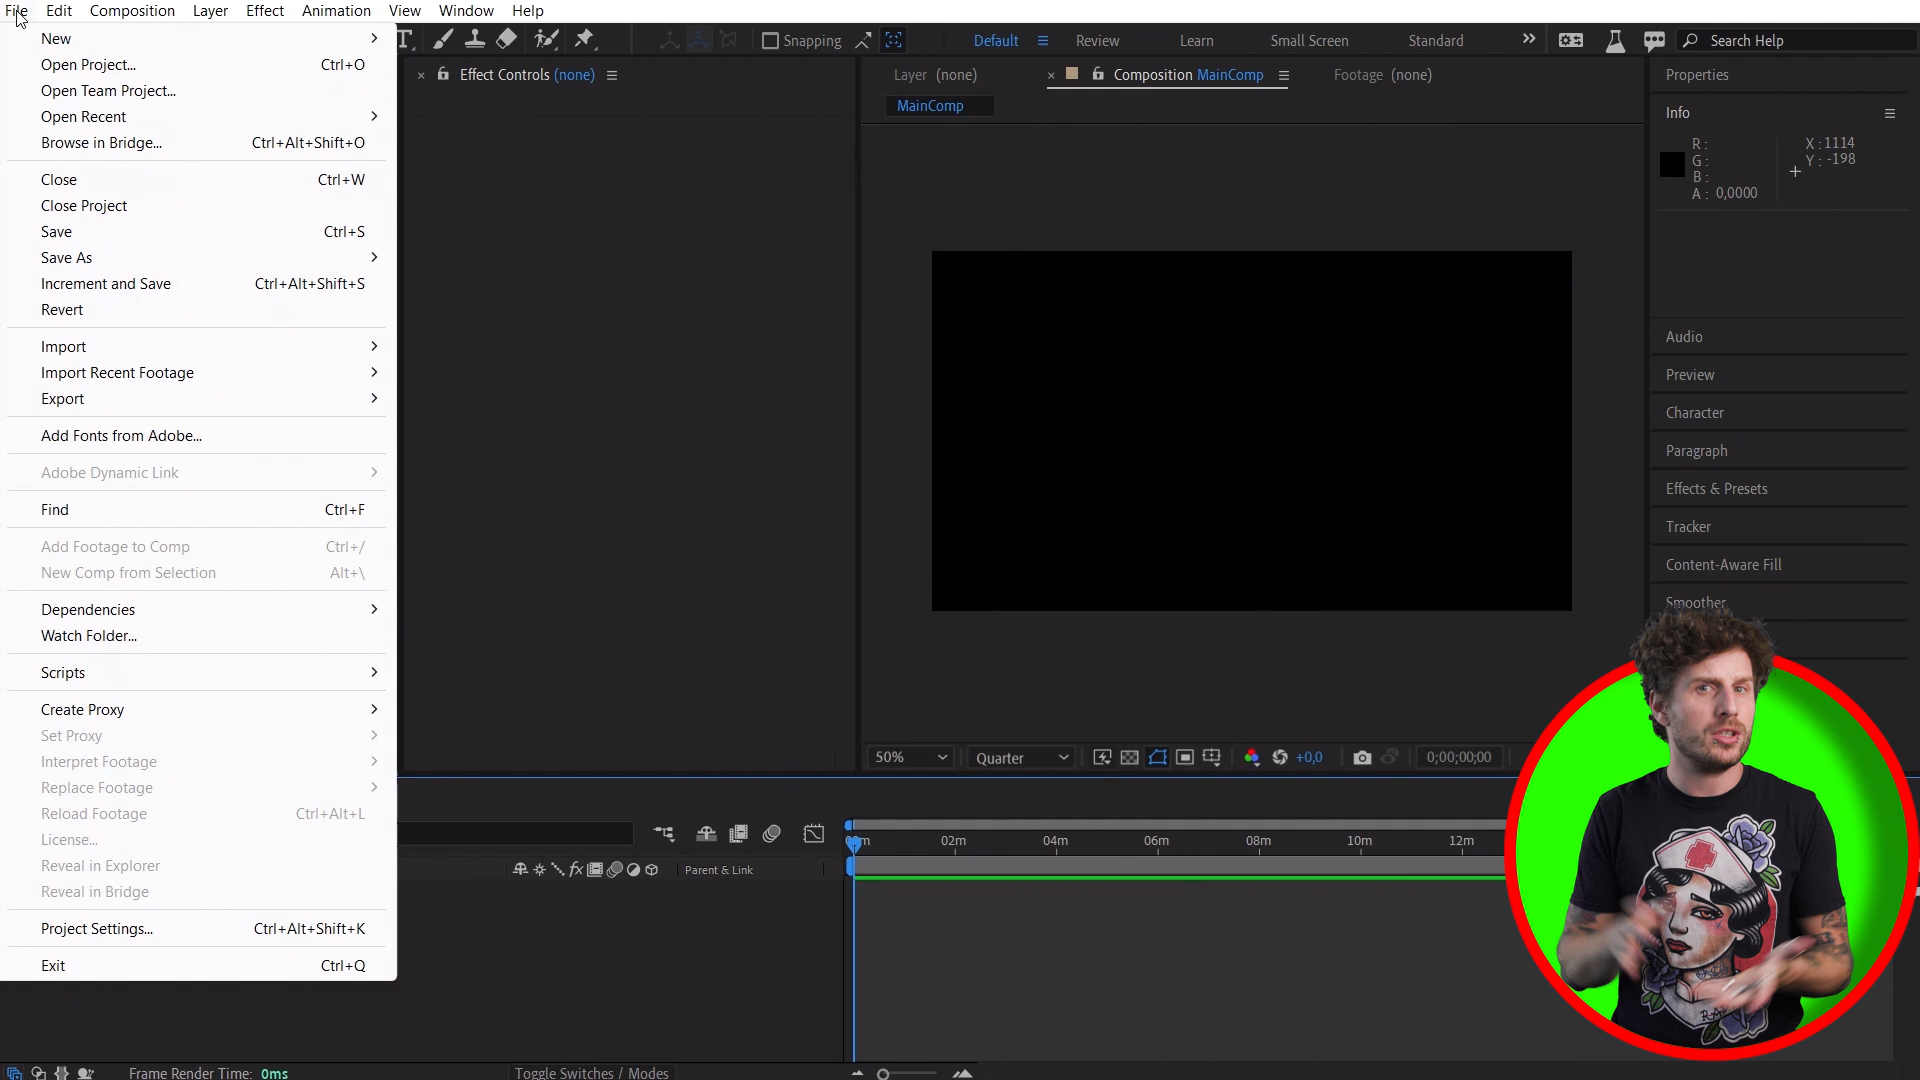 File Edit Composition Layer Effect Animation View Window Help
New
Open Project... Ctrl+O
Open Team Project...
Open Recent
Browse in Bridge... Ctrl+Alt+Shift+O
Close Ctrl+W
Close Project
Save Ctrl+S
Save As
Increment and Save Ctrl+Alt+Shift+S
Revert
Import
Import Recent Footage
Export
Add Fonts from Adobe...
Adobe Dynamic Link
Find Ctrl+F
Add Footage to Comp Ctrl+/
New Comp from Selection Alt+\
Dependencies
Watch Folder...
Scripts
Create Proxy
Set Proxy
Interpret Footage
Replace Footage
Reload Footage Ctrl+Alt+L
License...
Reveal in Explorer
Reveal in Bridge
Project Settings... Ctrl+Alt+Shift+K
Exit Ctrl+Q
Snapping Default Review Learn Small Screen Standard Search Help
Effect Controls (none)
Layer (none) Composition MainComp Footage (none)
MainComp
Properties
Info
R: X: 1114
G: Y: -198
B:
A: 0,0000
Audio
Preview
Character
Paragraph
Effects & Presets
Tracker
Content-Aware Fill
Smoother
50% Quarter +0,0 0;00;00;00
02m 04m 06m 08m 10m 12m
Parent & Link
Frame Render Time: 0ms Toggle Switches / Modes